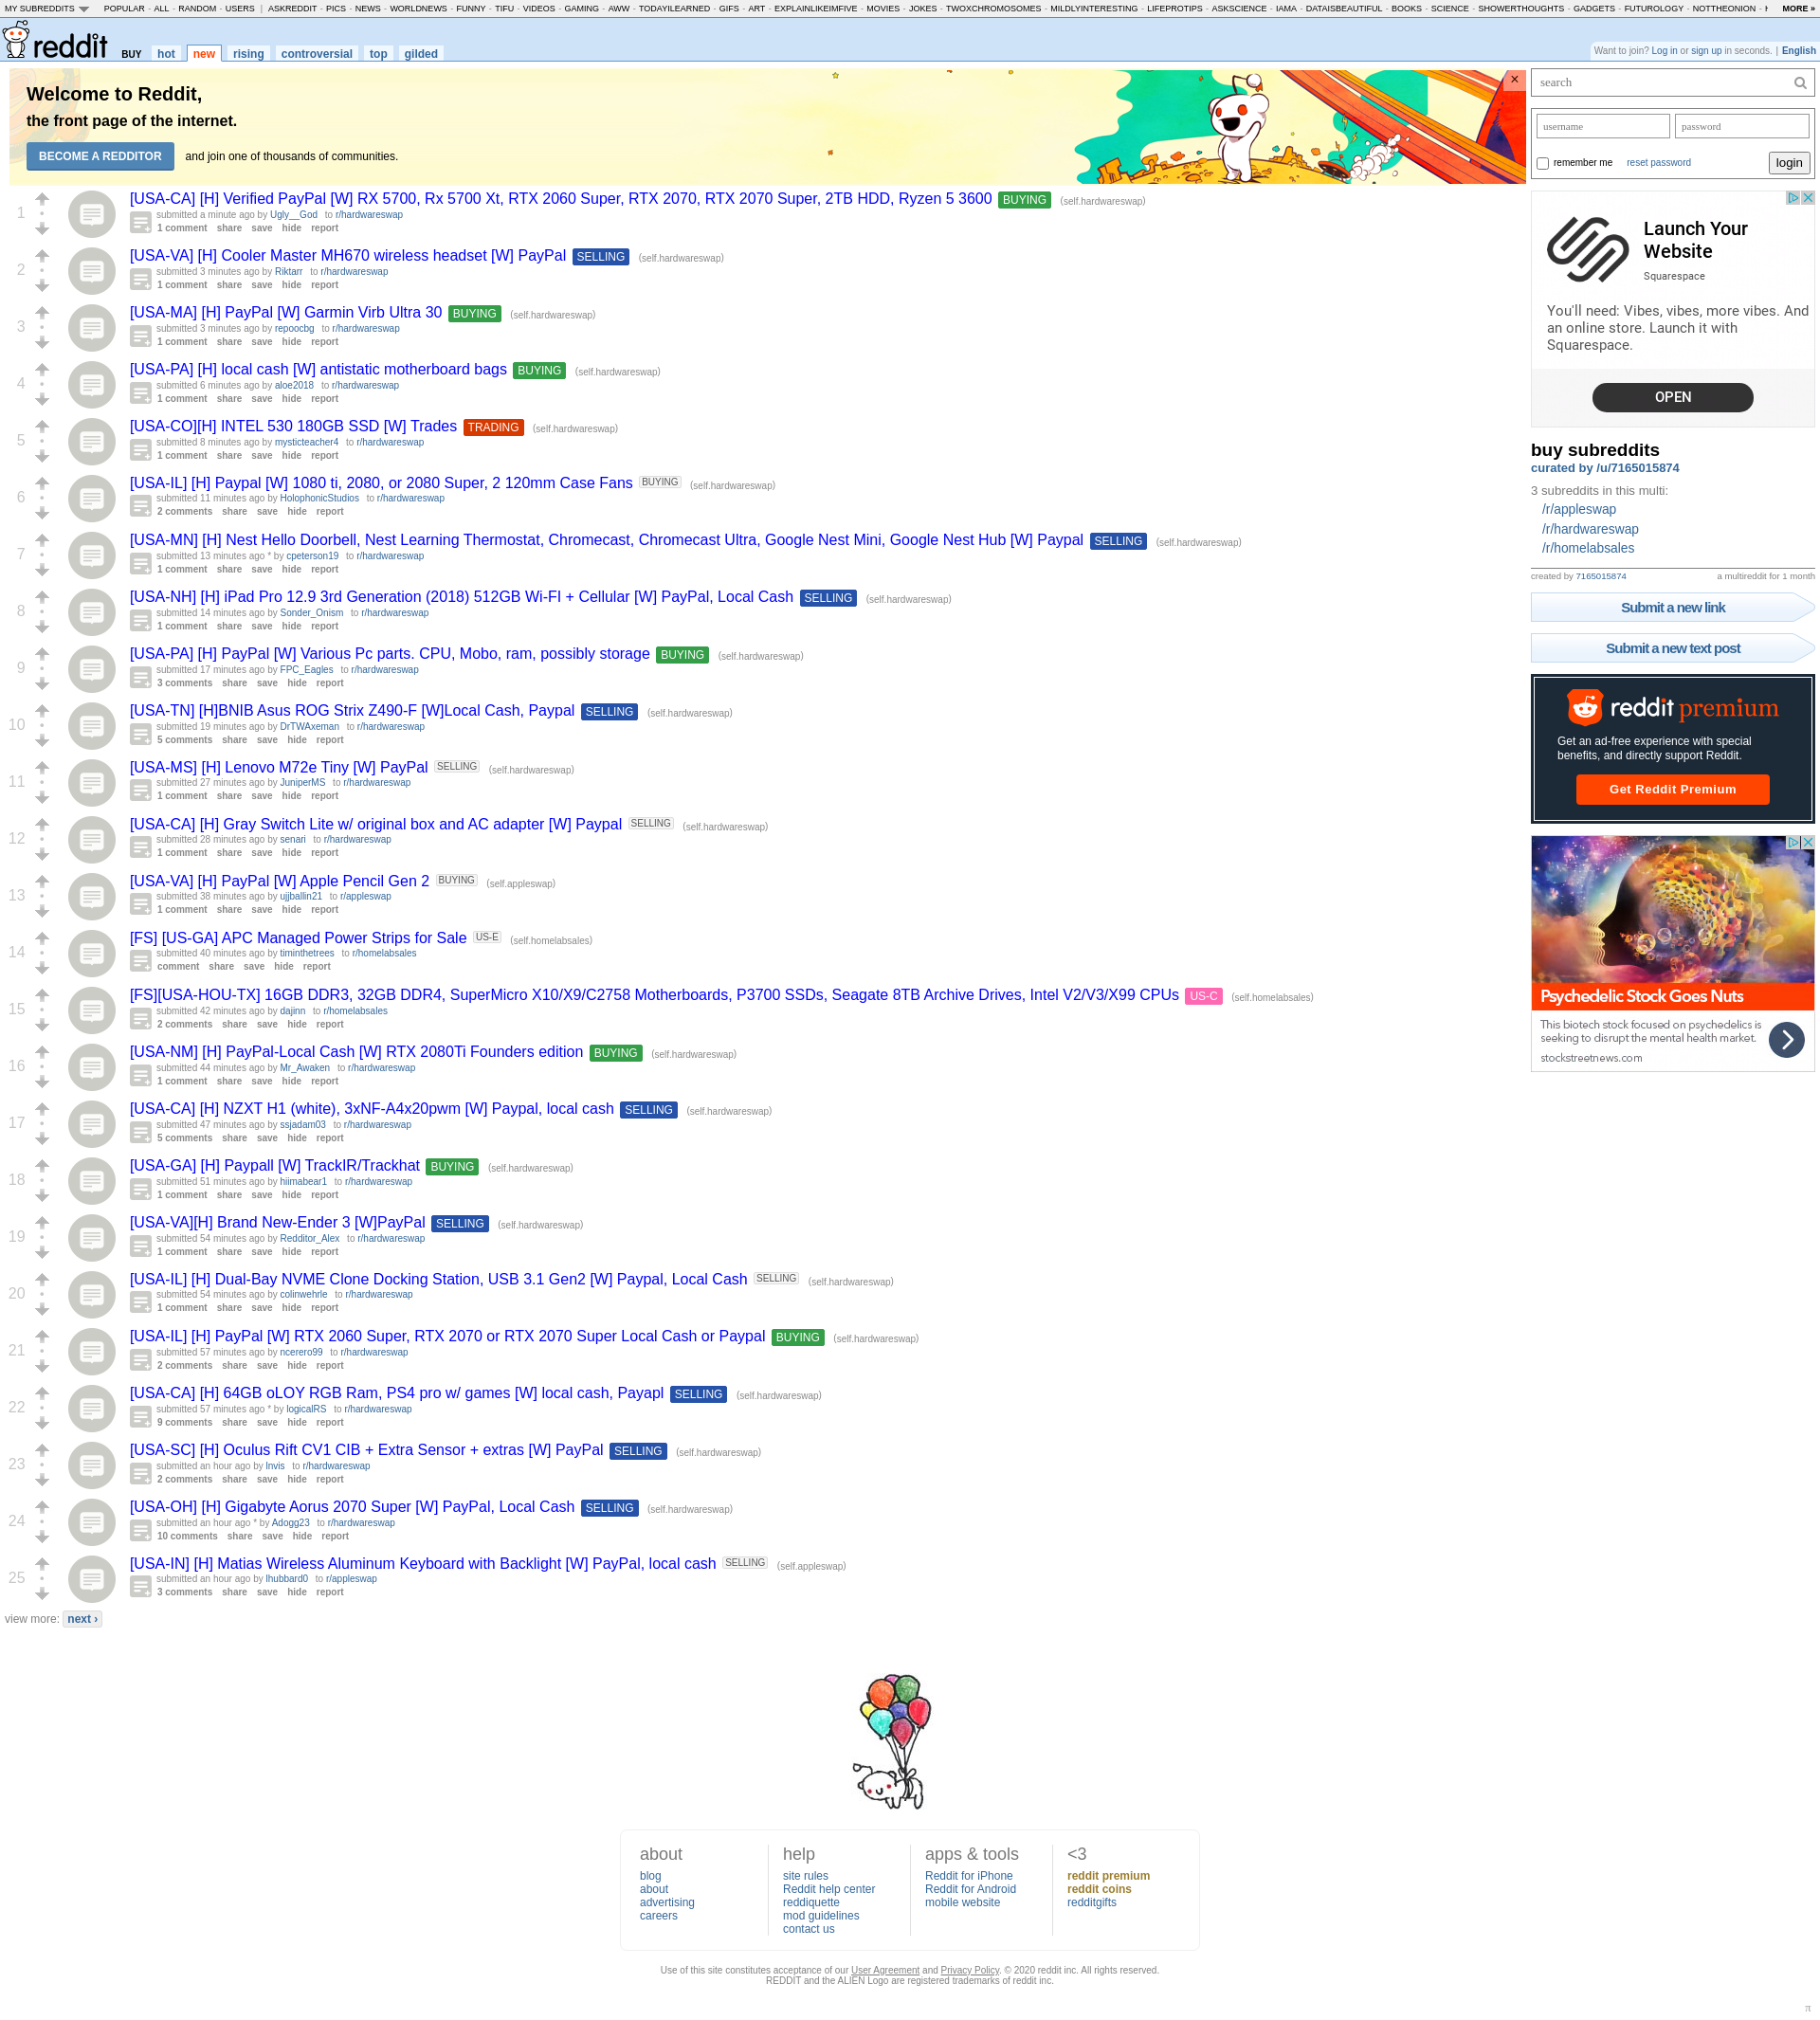 MY SUBREDDITS POPULAR - ALL - RANDOM - USERS | ASKREDDIT - PICS - NEWS - WORLDNEWS - FUNNY - TIFU - VIDEOS - GAMING - AWW - TODAYILEARNED - GIFS - ART - EXPLAINLIKEIMFIVE - MOVIES - JOKES - TWOXCHROMOSOMES - MILDLYINTERESTING - LIFEPROTIPS - ASKSCIENCE - IAMA - DATAISBEAUTIFUL - BOOKS - SCIENCE - SHOWERTHOUGHTS - GADGETS - FUTUROLOGY - NOTTHEONION - MORE »
reddit BUY hot new rising controversial top gilded
Want to join? Log in or sign up in seconds. | English
Welcome to Reddit,
the front page of the internet.
BECOME A REDDITOR and join one of thousands of communities.
×
1
[USA-CA] [H] Verified PayPal [W] RX 5700, Rx 5700 Xt, RTX 2060 Super, RTX 2070, RTX 2070 Super, 2TB HDD, Ryzen 5 3600 BUYING (self.hardwareswap)
submitted a minute ago by Ugly__God to r/hardwareswap
1 comment share save hide report
2
[USA-VA] [H] Cooler Master MH670 wireless headset [W] PayPal SELLING (self.hardwareswap)
submitted 3 minutes ago by Riktarr to r/hardwareswap
1 comment share save hide report
3
[USA-MA] [H] PayPal [W] Garmin Virb Ultra 30 BUYING (self.hardwareswap)
submitted 3 minutes ago by repoocbg to r/hardwareswap
1 comment share save hide report
4
[USA-PA] [H] local cash [W] antistatic motherboard bags BUYING (self.hardwareswap)
submitted 6 minutes ago by aloe2018 to r/hardwareswap
1 comment share save hide report
5
[USA-CO][H] INTEL 530 180GB SSD [W] Trades TRADING (self.hardwareswap)
submitted 8 minutes ago by mysticteacher4 to r/hardwareswap
1 comment share save hide report
6
[USA-IL] [H] Paypal [W] 1080 ti, 2080, or 2080 Super, 2 120mm Case Fans BUYING (self.hardwareswap)
submitted 11 minutes ago by HolophonicStudios to r/hardwareswap
2 comments share save hide report
7
[USA-MN] [H] Nest Hello Doorbell, Nest Learning Thermostat, Chromecast, Chromecast Ultra, Google Nest Mini, Google Nest Hub [W] Paypal SELLING (self.hardwareswap)
submitted 13 minutes ago * by cpeterson19 to r/hardwareswap
1 comment share save hide report
8
[USA-NH] [H] iPad Pro 12.9 3rd Generation (2018) 512GB Wi-FI + Cellular [W] PayPal, Local Cash SELLING (self.hardwareswap)
submitted 14 minutes ago by Sonder_Onism to r/hardwareswap
1 comment share save hide report
9
[USA-PA] [H] PayPal [W] Various Pc parts. CPU, Mobo, ram, possibly storage BUYING (self.hardwareswap)
submitted 17 minutes ago by FPC_Eagles to r/hardwareswap
3 comments share save hide report
10
[USA-TN] [H]BNIB Asus ROG Strix Z490-F [W]Local Cash, Paypal SELLING (self.hardwareswap)
submitted 19 minutes ago by DrTWAxeman to r/hardwareswap
5 comments share save hide report
11
[USA-MS] [H] Lenovo M72e Tiny [W] PayPal SELLING (self.hardwareswap)
submitted 27 minutes ago by JuniperMS to r/hardwareswap
1 comment share save hide report
12
[USA-CA] [H] Gray Switch Lite w/ original box and AC adapter [W] Paypal SELLING (self.hardwareswap)
submitted 28 minutes ago by senari to r/hardwareswap
1 comment share save hide report
13
[USA-VA] [H] PayPal [W] Apple Pencil Gen 2 BUYING (self.appleswap)
submitted 38 minutes ago by ujjballin21 to r/appleswap
1 comment share save hide report
14
[FS] [US-GA] APC Managed Power Strips for Sale US-E (self.homelabsales)
submitted 40 minutes ago by timinthetrees to r/homelabsales
comment share save hide report
15
[FS][USA-HOU-TX] 16GB DDR3, 32GB DDR4, SuperMicro X10/X9/C2758 Motherboards, P3700 SSDs, Seagate 8TB Archive Drives, Intel V2/V3/X99 CPUs US-C (self.homelabsales)
submitted 42 minutes ago by dajinn to r/homelabsales
2 comments share save hide report
16
[USA-NM] [H] PayPal-Local Cash [W] RTX 2080Ti Founders edition BUYING (self.hardwareswap)
submitted 44 minutes ago by Mr_Awaken to r/hardwareswap
1 comment share save hide report
17
[USA-CA] [H] NZXT H1 (white), 3xNF-A4x20pwm [W] Paypal, local cash SELLING (self.hardwareswap)
submitted 47 minutes ago by ssjadam03 to r/hardwareswap
5 comments share save hide report
18
[USA-GA] [H] Paypall [W] TrackIR/Trackhat BUYING (self.hardwareswap)
submitted 51 minutes ago by hiimabear1 to r/hardwareswap
1 comment share save hide report
19
[USA-VA][H] Brand New-Ender 3 [W]PayPal SELLING (self.hardwareswap)
submitted 54 minutes ago by Redditor_Alex to r/hardwareswap
1 comment share save hide report
20
[USA-IL] [H] Dual-Bay NVME Clone Docking Station, USB 3.1 Gen2 [W] Paypal, Local Cash SELLING (self.hardwareswap)
submitted 54 minutes ago by colinwehrle to r/hardwareswap
1 comment share save hide report
21
[USA-IL] [H] PayPal [W] RTX 2060 Super, RTX 2070 or RTX 2070 Super Local Cash or Paypal BUYING (self.hardwareswap)
submitted 57 minutes ago by ncerero99 to r/hardwareswap
2 comments share save hide report
22
[USA-CA] [H] 64GB oLOY RGB Ram, PS4 pro w/ games [W] local cash, Payapl SELLING (self.hardwareswap)
submitted 57 minutes ago * by logicalRS to r/hardwareswap
9 comments share save hide report
23
[USA-SC] [H] Oculus Rift CV1 CIB + Extra Sensor + extras [W] PayPal SELLING (self.hardwareswap)
submitted an hour ago by Invis to r/hardwareswap
2 comments share save hide report
24
[USA-OH] [H] Gigabyte Aorus 2070 Super [W] PayPal, Local Cash SELLING (self.hardwareswap)
submitted an hour ago * by Adogg23 to r/hardwareswap
10 comments share save hide report
25
[USA-IN] [H] Matias Wireless Aluminum Keyboard with Backlight [W] PayPal, local cash SELLING (self.appleswap)
submitted an hour ago by lhubbard0 to r/appleswap
3 comments share save hide report
view more: next ›
search
username password
remember me reset password login
Launch Your
Website
Squarespace
You'll need: Vibes, vibes, more vibes. And
an online store. Launch it with
Squarespace.
OPEN
buy subreddits
curated by /u/7165015874
3 subreddits in this multi:
/r/appleswap
/r/hardwareswap
/r/homelabsales
created by 7165015874 a multireddit for 1 month
Submit a new link
Submit a new text post
reddit premium
Get an ad-free experience with special
benefits, and directly support Reddit.
Get Reddit Premium
Psychedelic Stock Goes Nuts
This biotech stock focused on psychedelics is
seeking to disrupt the mental health market.
stockstreetnews.com
about
blog
about
advertising
careers
help
site rules
Reddit help center
reddiquette
mod guidelines
contact us
apps & tools
Reddit for iPhone
Reddit for Android
mobile website
<3
reddit premium
reddit coins
redditgifts
Use of this site constitutes acceptance of our User Agreement and Privacy Policy. © 2020 reddit inc. All rights reserved.
REDDIT and the ALIEN Logo are registered trademarks of reddit inc.
π